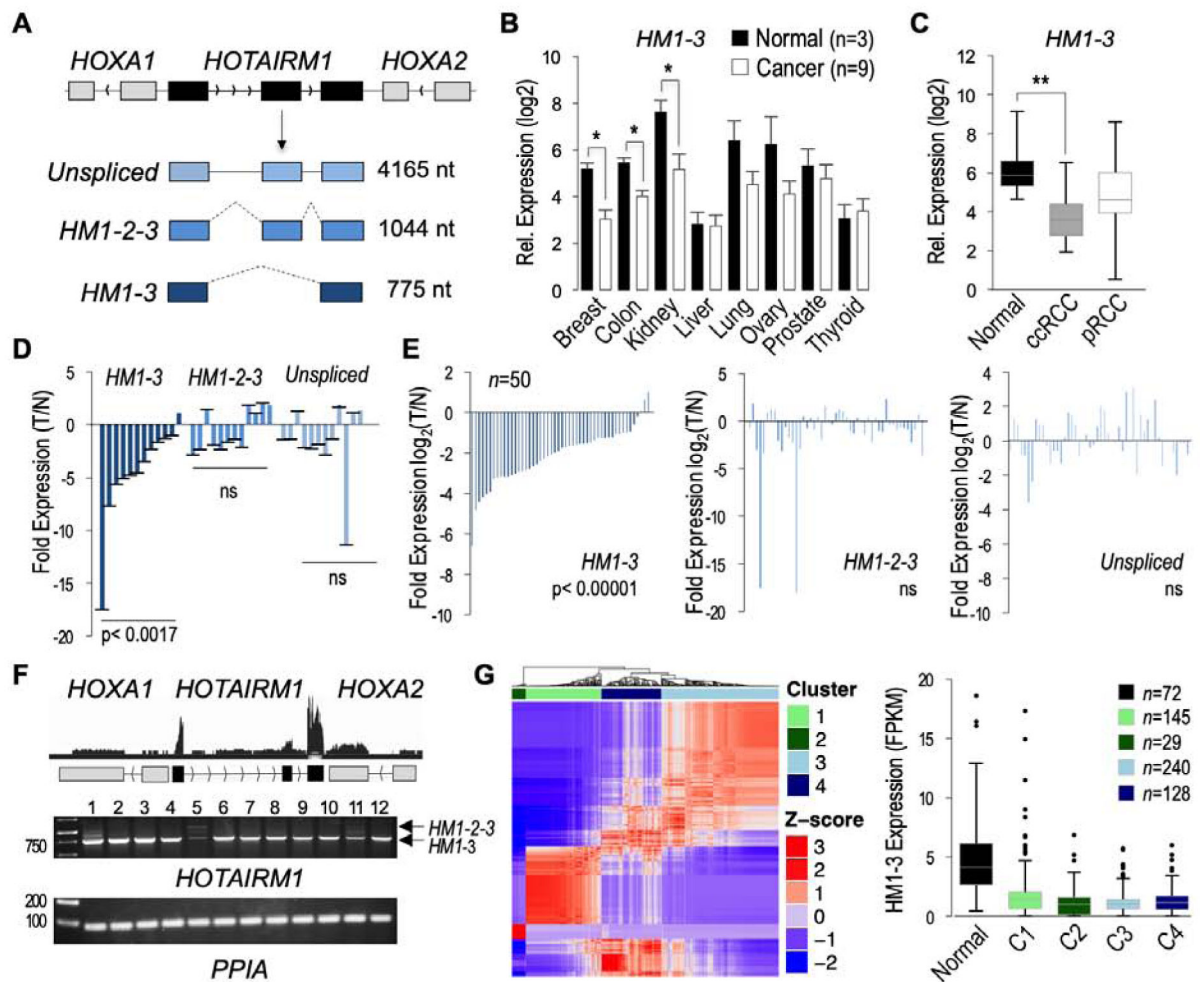 A
HOXA1 HOTAIRM1 HOXA2
Unspliced 4165 nt
HM1-2-3 1044 nt
HM1-3 775 nt
B
HM1-3
Normal (n=3)
Cancer (n=9)
Rel. Expression (log2)
10
8
6
4
2
0
* * *
Breast Colon Kidney Liver Lung Ovary Prostate Thyroid
C
HM1-3
Rel. Expression (log2)
12
10
8
6
4
2
0
**
Normal ccRCC pRCC
D
Fold Expression (T/N)
5
0
-5
-10
-15
-20
HM1-3 HM1-2-3 Unspliced
ns
ns
p< 0.0017
E
Fold Expression log2(T/N)
2
0
-2
-4
-6
-8
-10
n=50
HM1-3
p< 0.00001
Fold Expression log2(T/N)
5
0
-5
-10
-15
-20
HM1-2-3
ns
Fold Expression log2(T/N)
4
2
0
-2
-4
-6
-8
-10
Unspliced
ns
F
HOXA1 HOTAIRM1 HOXA2
1 2 3 4 5 6 7 8 9 10 11 12
750
HM1-2-3
HM1-3
HOTAIRM1
200
100
PPIA
G
Cluster
1
2
3
4
Z-score
3
2
1
0
-1
-2
HM1-3 Expression (FPKM)
20
15
10
5
0
n=72
n=145
n=29
n=240
n=128
Normal C1 C2 C3 C4